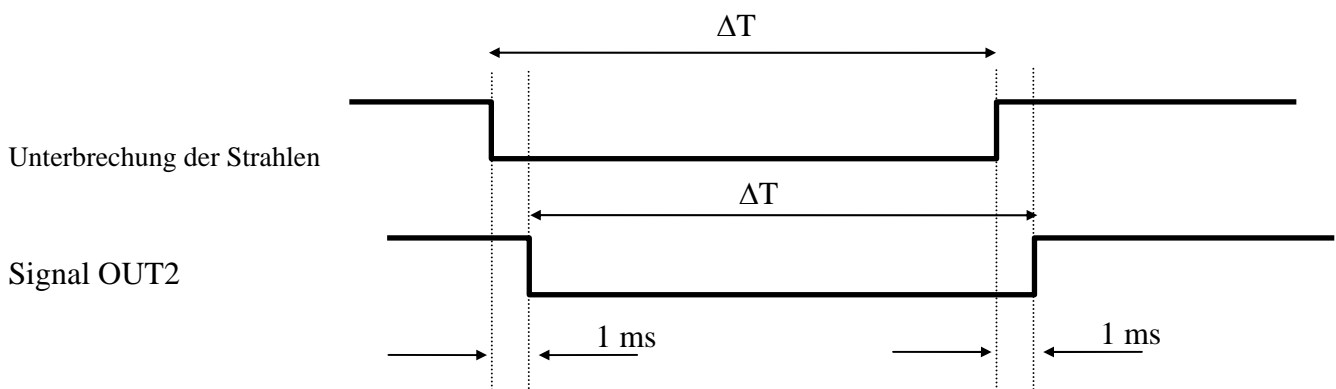 ΔT
Unterbrechung der Strahlen
ΔT
Signal OUT2
1 ms
1 ms